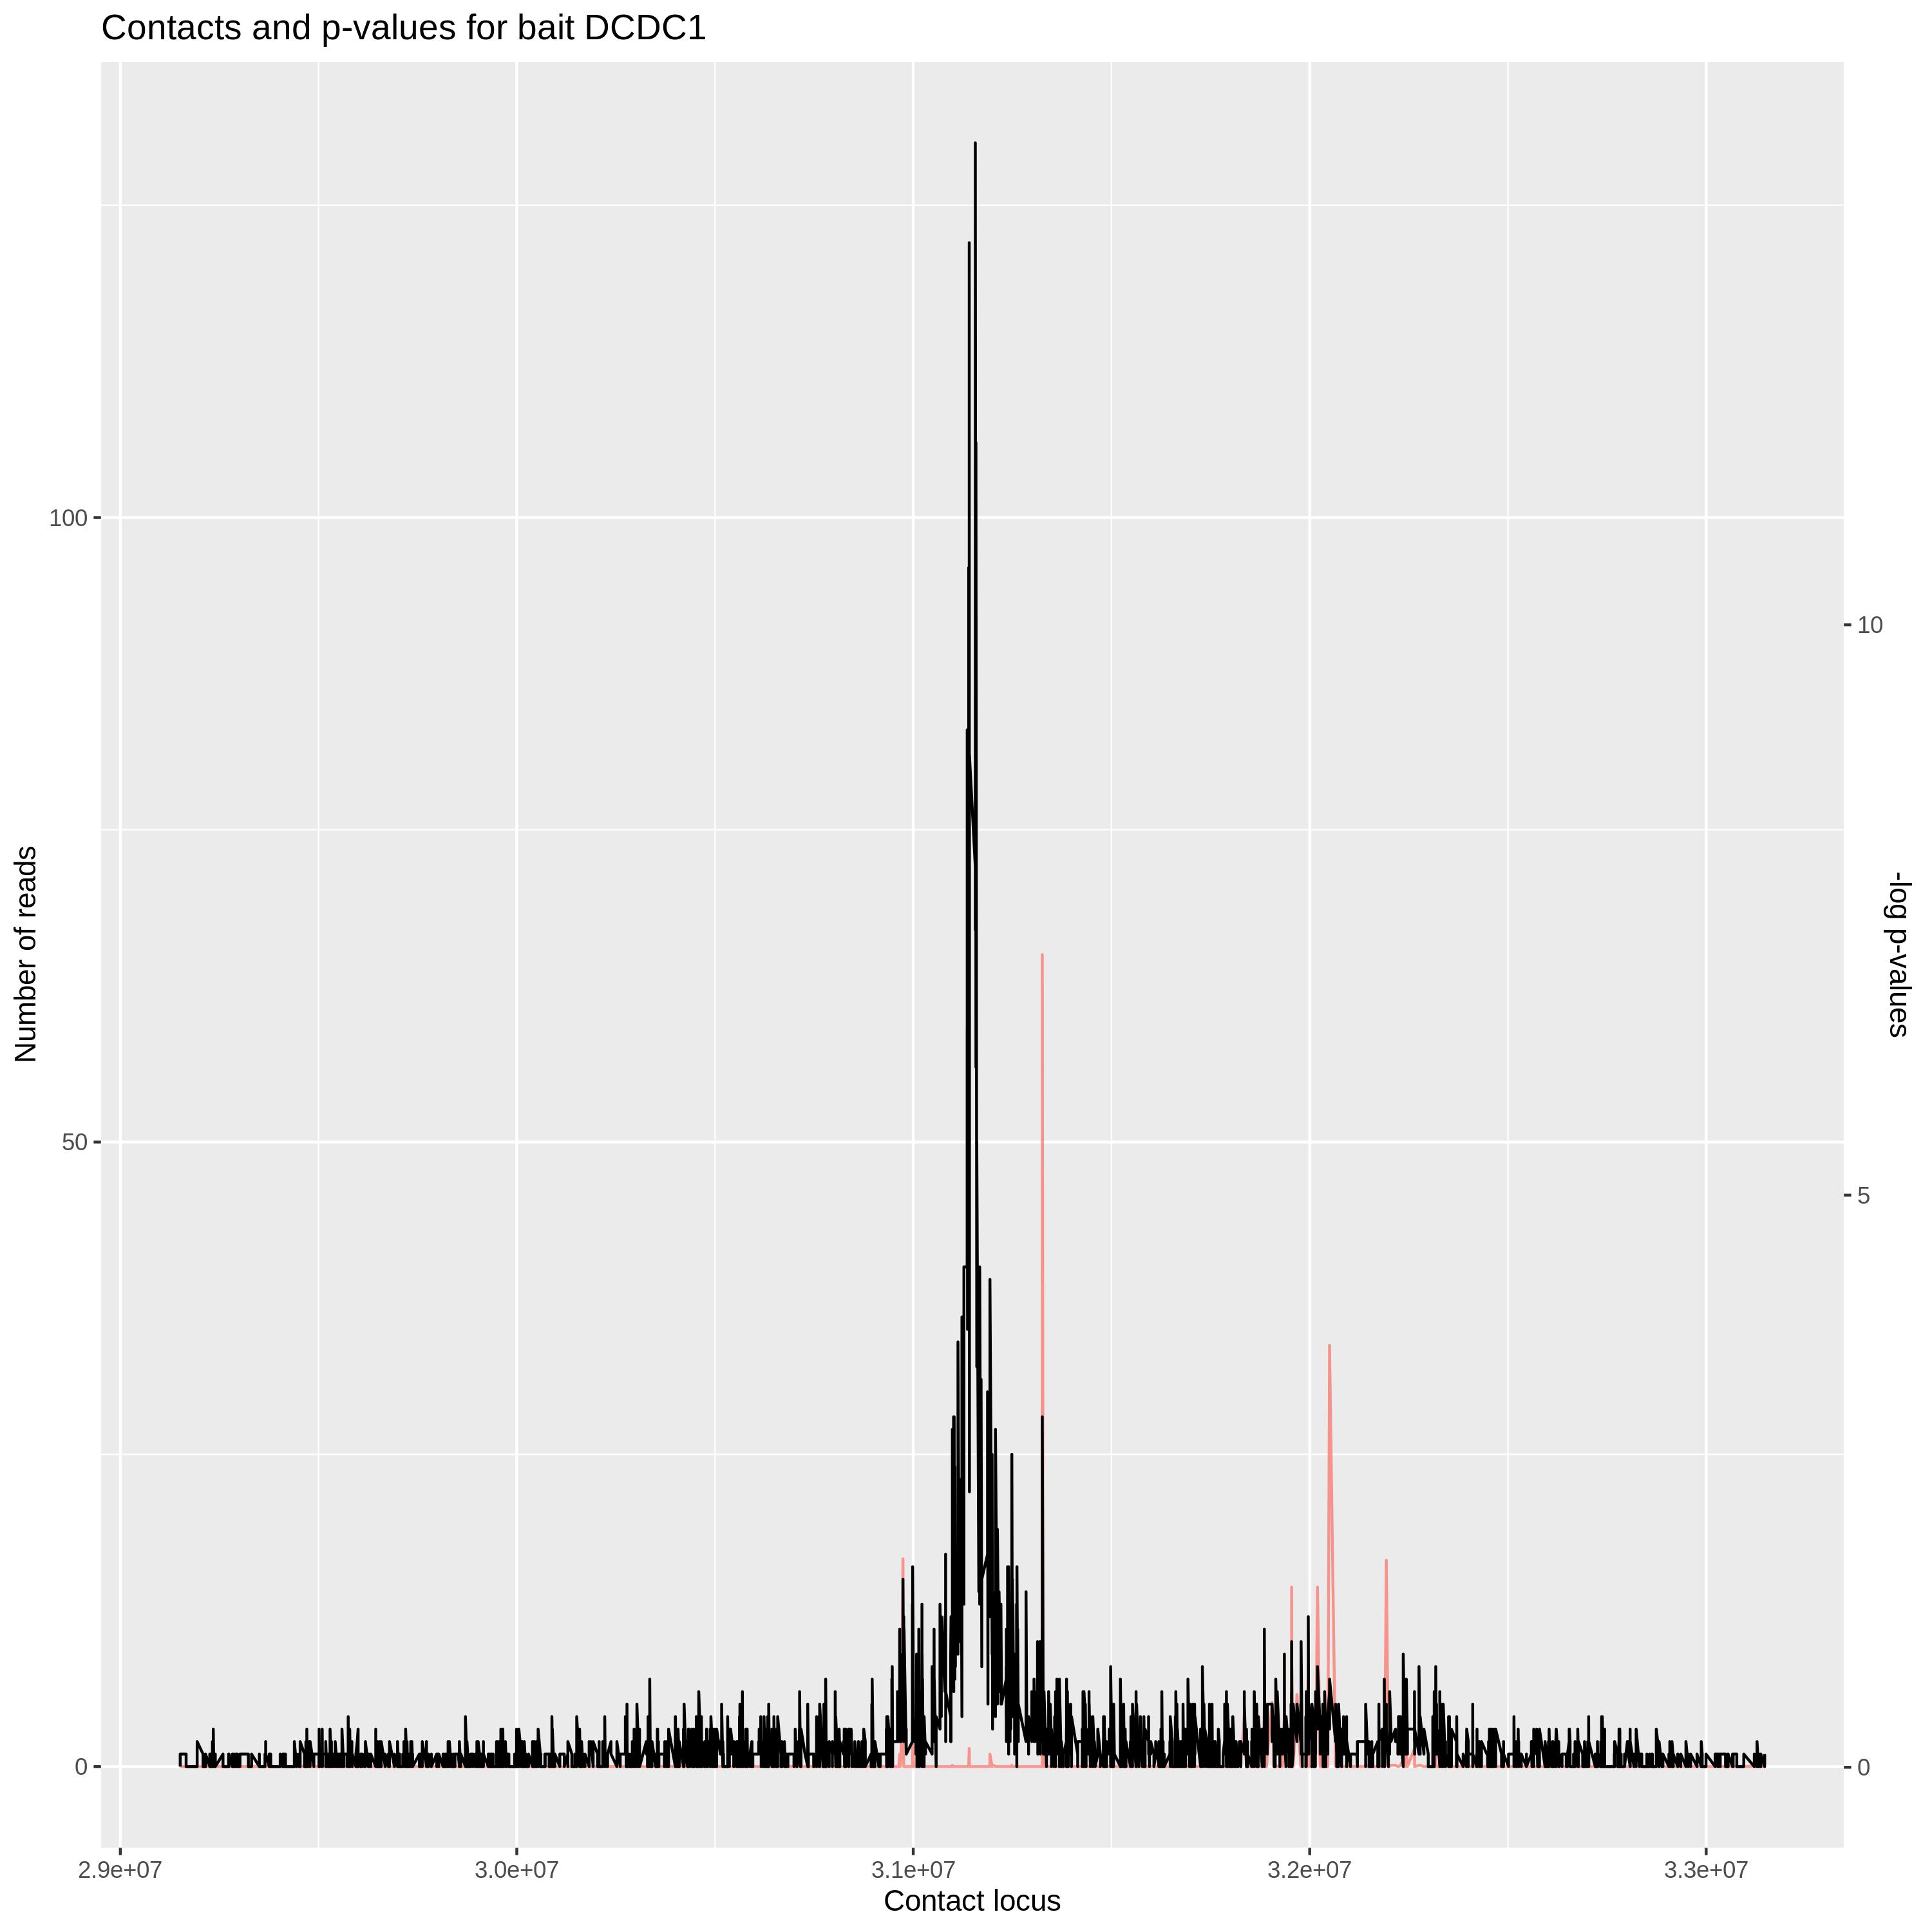 Contacts and p-values for bait DCDC1
100
50
0
Number of reads
10
5
0
-log p-values
2.9e+07 3.0e+07 3.1e+07 3.2e+07 3.3e+07
Contact locus